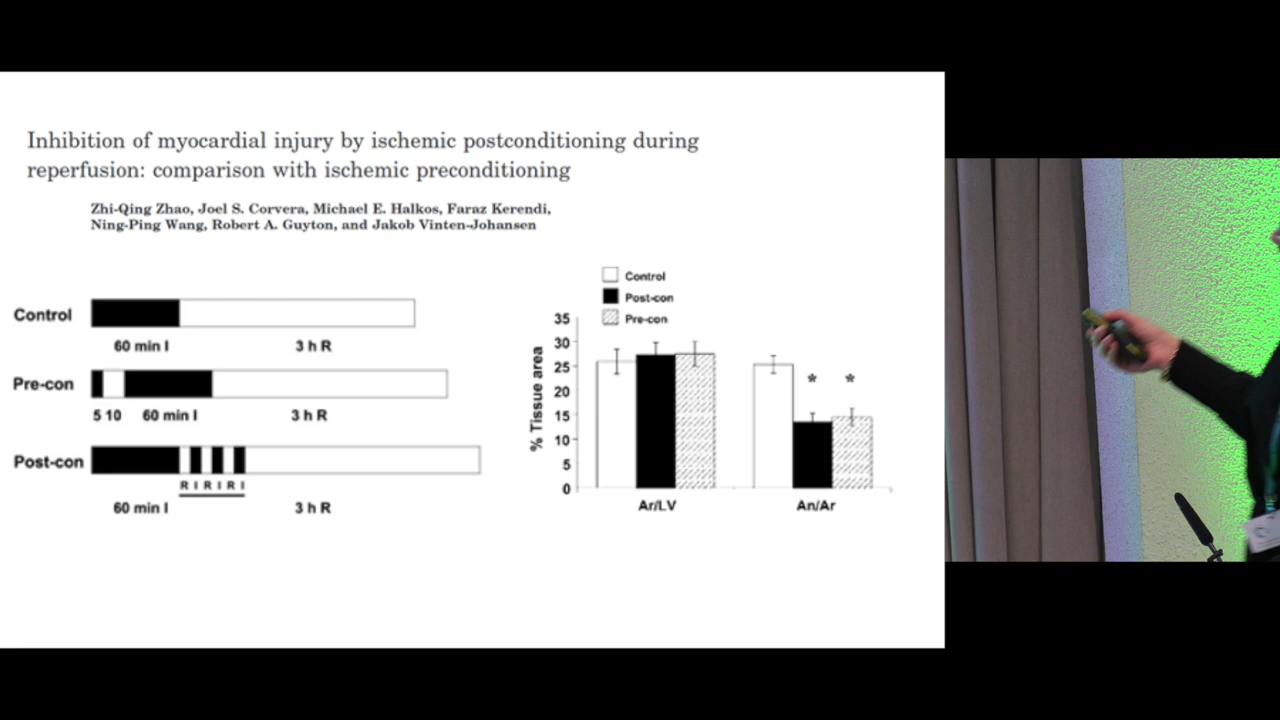 Inhibition of myocardial injury by ischemic postconditioning during
reperfusion: comparison with ischemic preconditioning
Zhi-Qing Zhao, Joel S. Corvera, Michael E. Halkos, Faraz Kerendi,
Ning-Ping Wang, Robert A. Guyton, and Jakob Vinten-Johansen
Control
60 min I
3 h R
Pre-con
5 10
60 min I
3 h R
Post-con
R I R I R I
60 min I
3 h R
Control
Post-con
Pre-con
% Tissue area
35
30
25
20
15
10
5
0
* *
Ar/LV
An/Ar